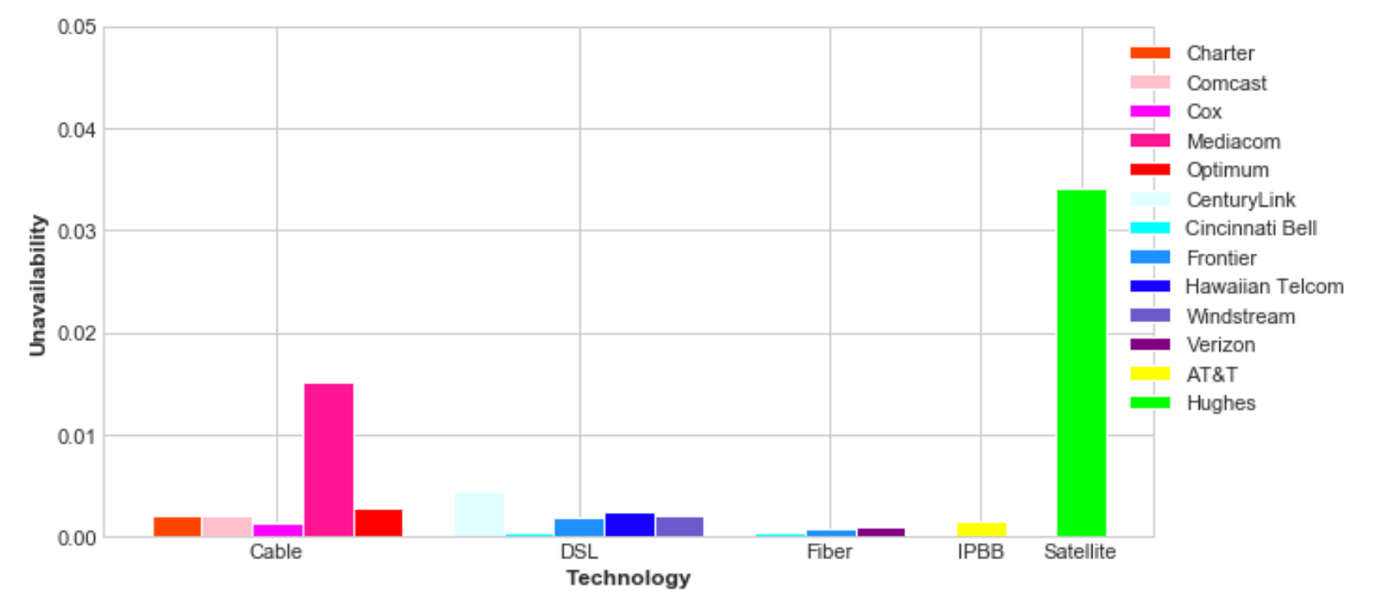 0.05
0.04
0.03
0.02
0.01
0.00
Unavailability
Cable
DSL
Fiber
IPBB
Satellite
Technology
Charter
Comcast
Cox
Mediacom
Optimum
CenturyLink
Cincinnati Bell
Frontier
Hawaiian Telcom
Windstream
Verizon
AT&T
Hughes